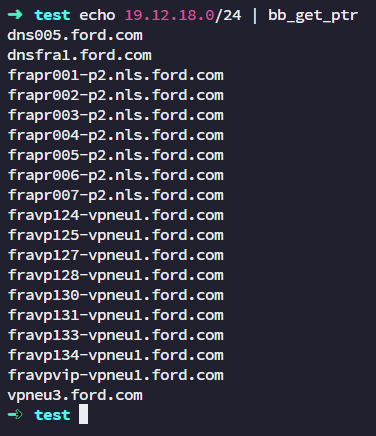 ➜ test echo 19.12.18.0/24 | bb_get_ptr
dns005.ford.com
dnsfra1.ford.com
frapr001-p2.nls.ford.com
frapr002-p2.nls.ford.com
frapr003-p2.nls.ford.com
frapr004-p2.nls.ford.com
frapr005-p2.nls.ford.com
frapr006-p2.nls.ford.com
frapr007-p2.nls.ford.com
fravp124-vpneu1.ford.com
fravp125-vpneu1.ford.com
fravp127-vpneu1.ford.com
fravp128-vpneu1.ford.com
fravp130-vpneu1.ford.com
fravp131-vpneu1.ford.com
fravp133-vpneu1.ford.com
fravp134-vpneu1.ford.com
fravpvip-vpneu1.ford.com
vpneu3.ford.com
➜ test